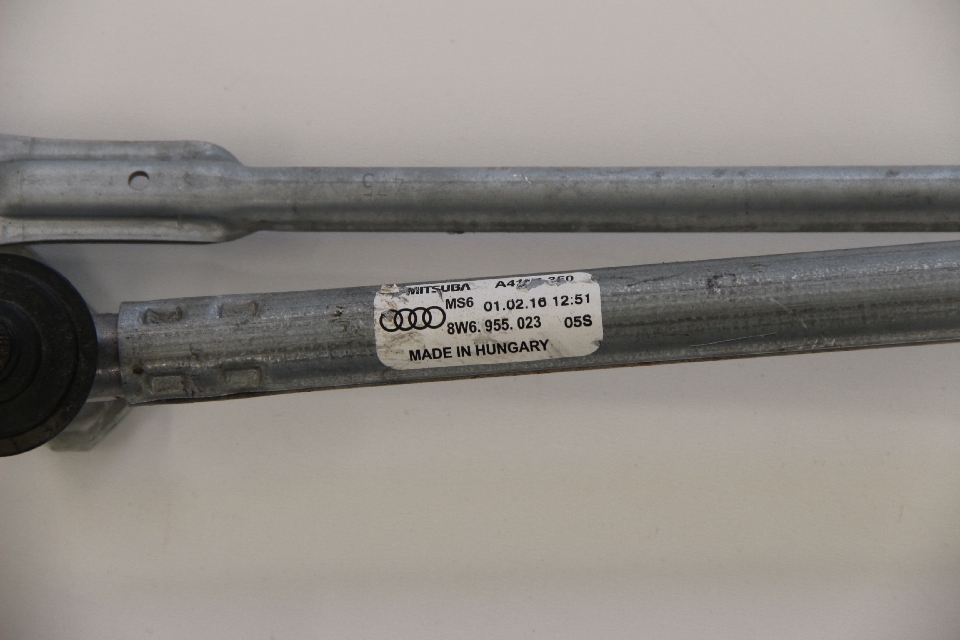 MITSUBA
MS6 01.02.16 12:51
8W6.955.023 05S
MADE IN HUNGARY